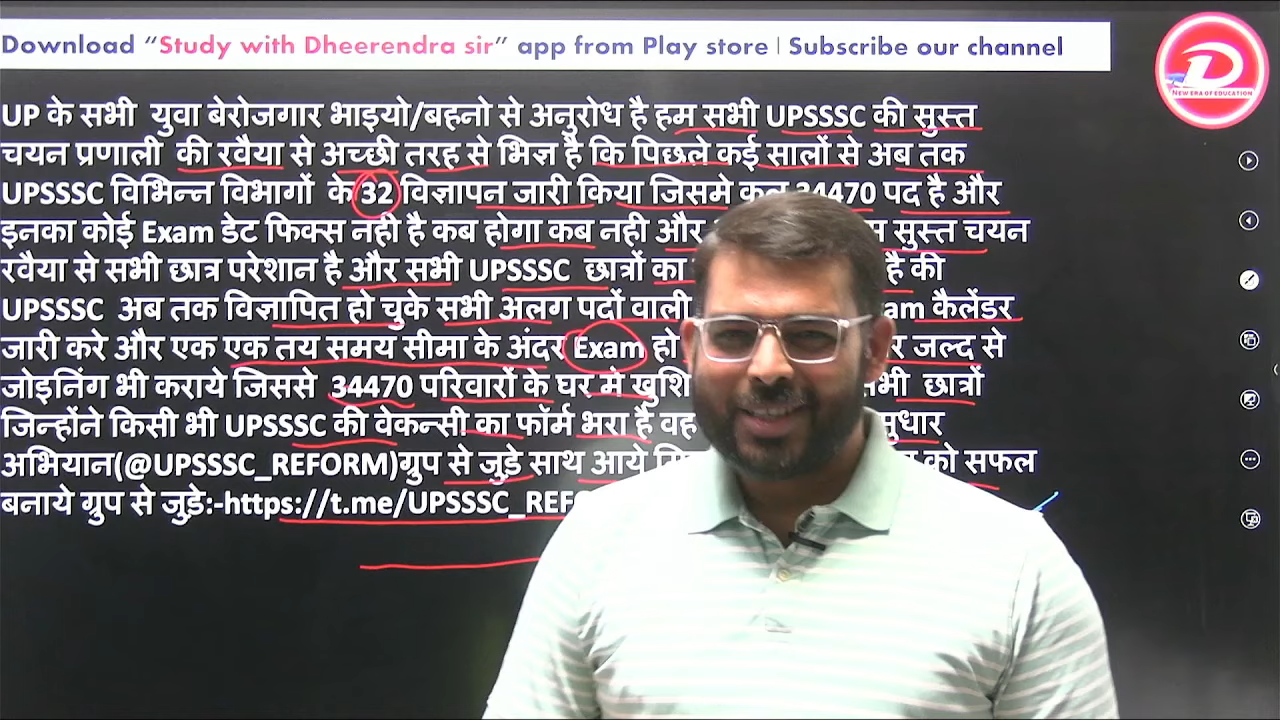 Download “Study with Dheerendra sir” app from Play store | Subscribe our channel
D
NEW ERA OF EDUCATION
UP के सभी युवा बेरोजगार भाइयो/बहनो से अनुरोध है हम सभी UPSSSC की सुस्त
चयन प्रणाली की रवैया से अच्छी तरह से भिज्ञ है कि पिछले कई सालों से अब तक
UPSSSC विभिन्न विभागों के 32 विज्ञापन जारी किया जिसमे कुल 34470 पद है और
इनका कोई Exam डेट फिक्स नही है कब होगा कब नही और सुस्त चयन
रवैया से सभी छात्र परेशान है और सभी UPSSSC छात्रों का है की
UPSSSC अब तक विज्ञापित हो चुके सभी अलग पदों वाली कैलेंडर
जारी करे और एक एक तय समय सीमा के अंदर Exam हो जल्द से
जोइनिंग भी कराये जिससे 34470 परिवारों के घर मे छात्रों
जिन्होंने किसी भी UPSSSC की वेकन्सी का फॉर्म भरा है वह सुधार
अभियान(@UPSSSC_REFORM)ग्रुप से जुड़े साथ आये को सफल
बनाये ग्रुप से जुड़े:-https://t.me/UPSSSC_REF